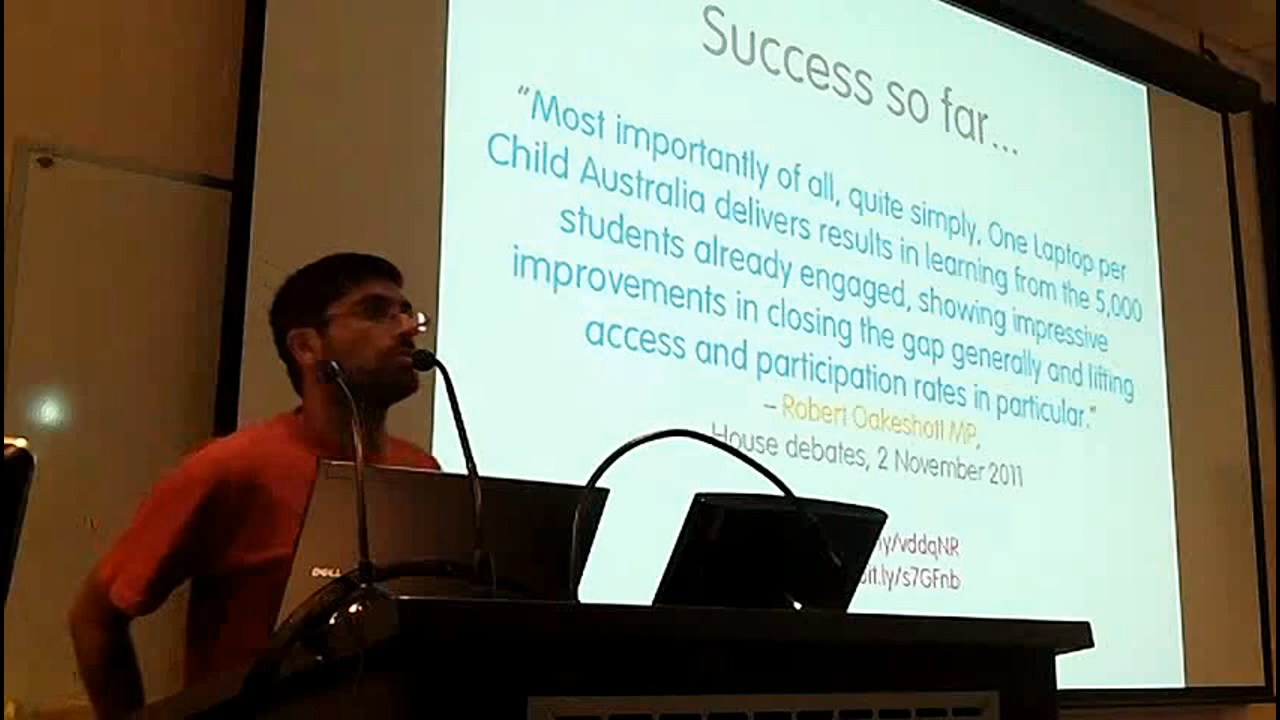 Success so far...
“Most importantly of all, quite simply, One Laptop per
Child Australia delivers results in learning from the 5,000
students already engaged, showing impressive
improvements in closing the gap generally and lifting
access and participation rates in particular.”
– Robert Oakeshott MP,
House debates, 2 November 2011
/vddqNR
bit.ly/s7GFnb
DELL